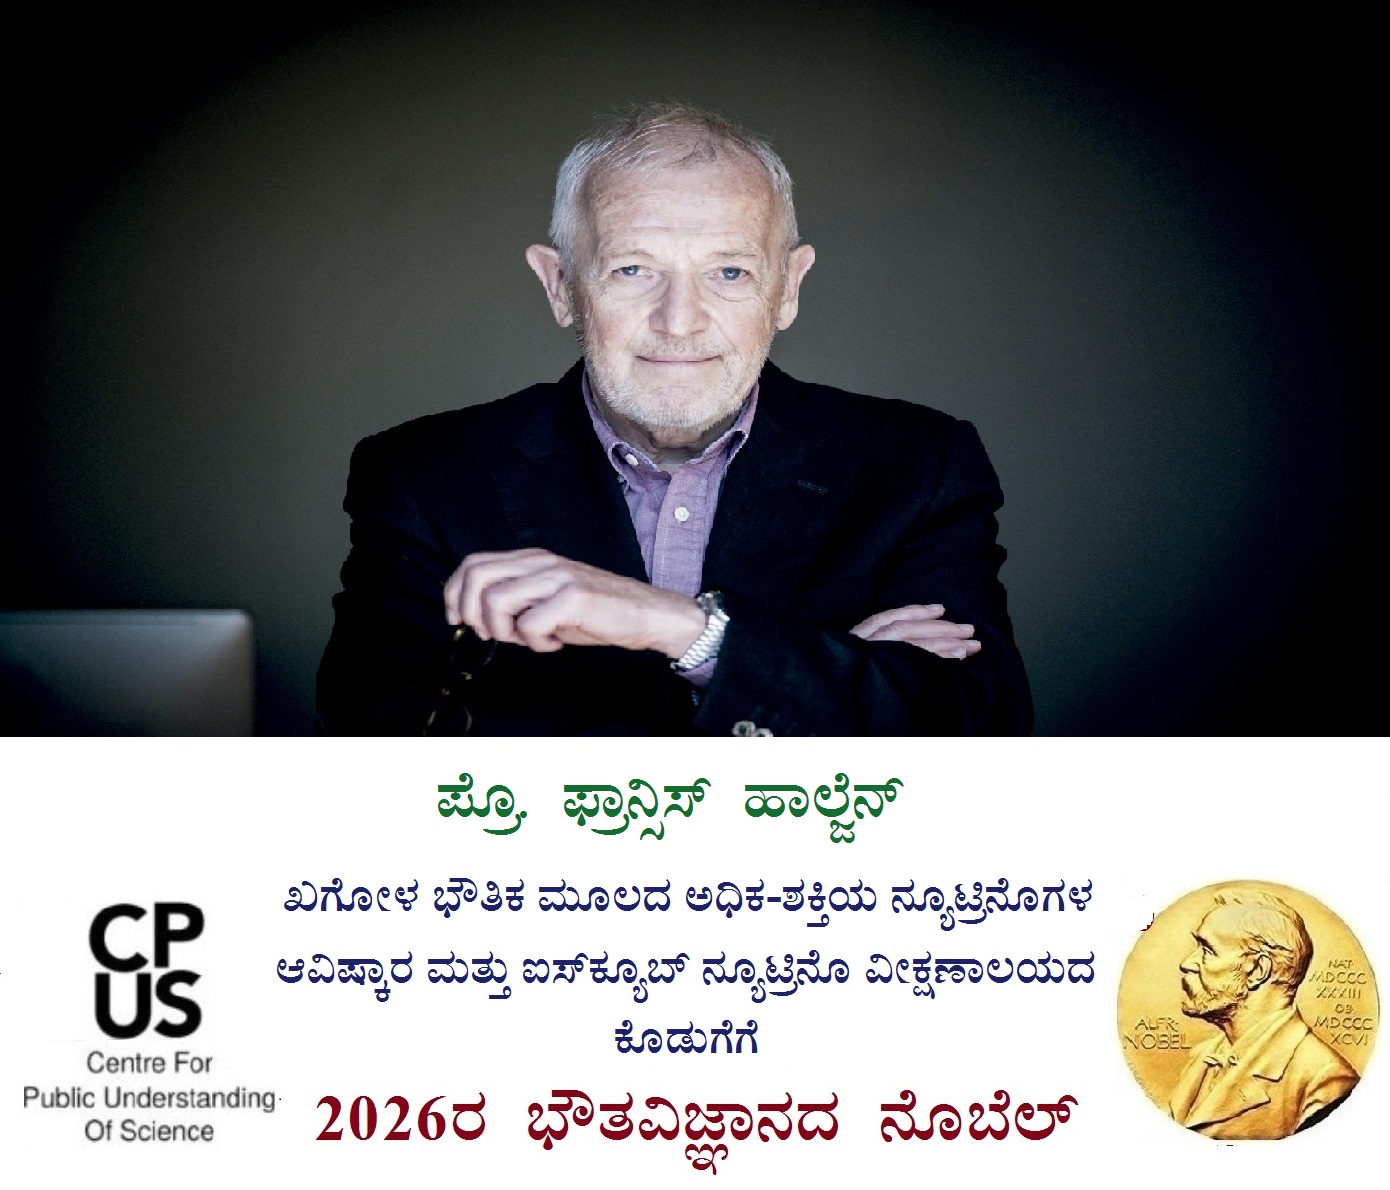 ಪ್ರೊ. ಫ್ರಾನ್ಸಿಸ್ ಹಾಲ್ಜೆನ್
ಖಗೋಳ ಭೌತಿಕ ಮೂಲದ ಅಧಿಕ-ಶಕ್ತಿಯ ನ್ಯೂಟ್ರಿನೊಗಳ
ಆವಿಷ್ಕಾರ ಮತ್ತು ಐಸ್‌ಕ್ಯೂಬ್ ನ್ಯೂಟ್ರಿನೊ ವೀಕ್ಷಣಾಲಯದ
ಕೊಡುಗೆಗೆ
2026ರ ಭೌತವಿಜ್ಞಾನದ ನೊಬೆಲ್
CP
US
Centre For
Public Understanding
Of Science
ALFR·
NOBEL
NAT·
MDCCC
XXXIII
OB·
MDCCC
XCVI